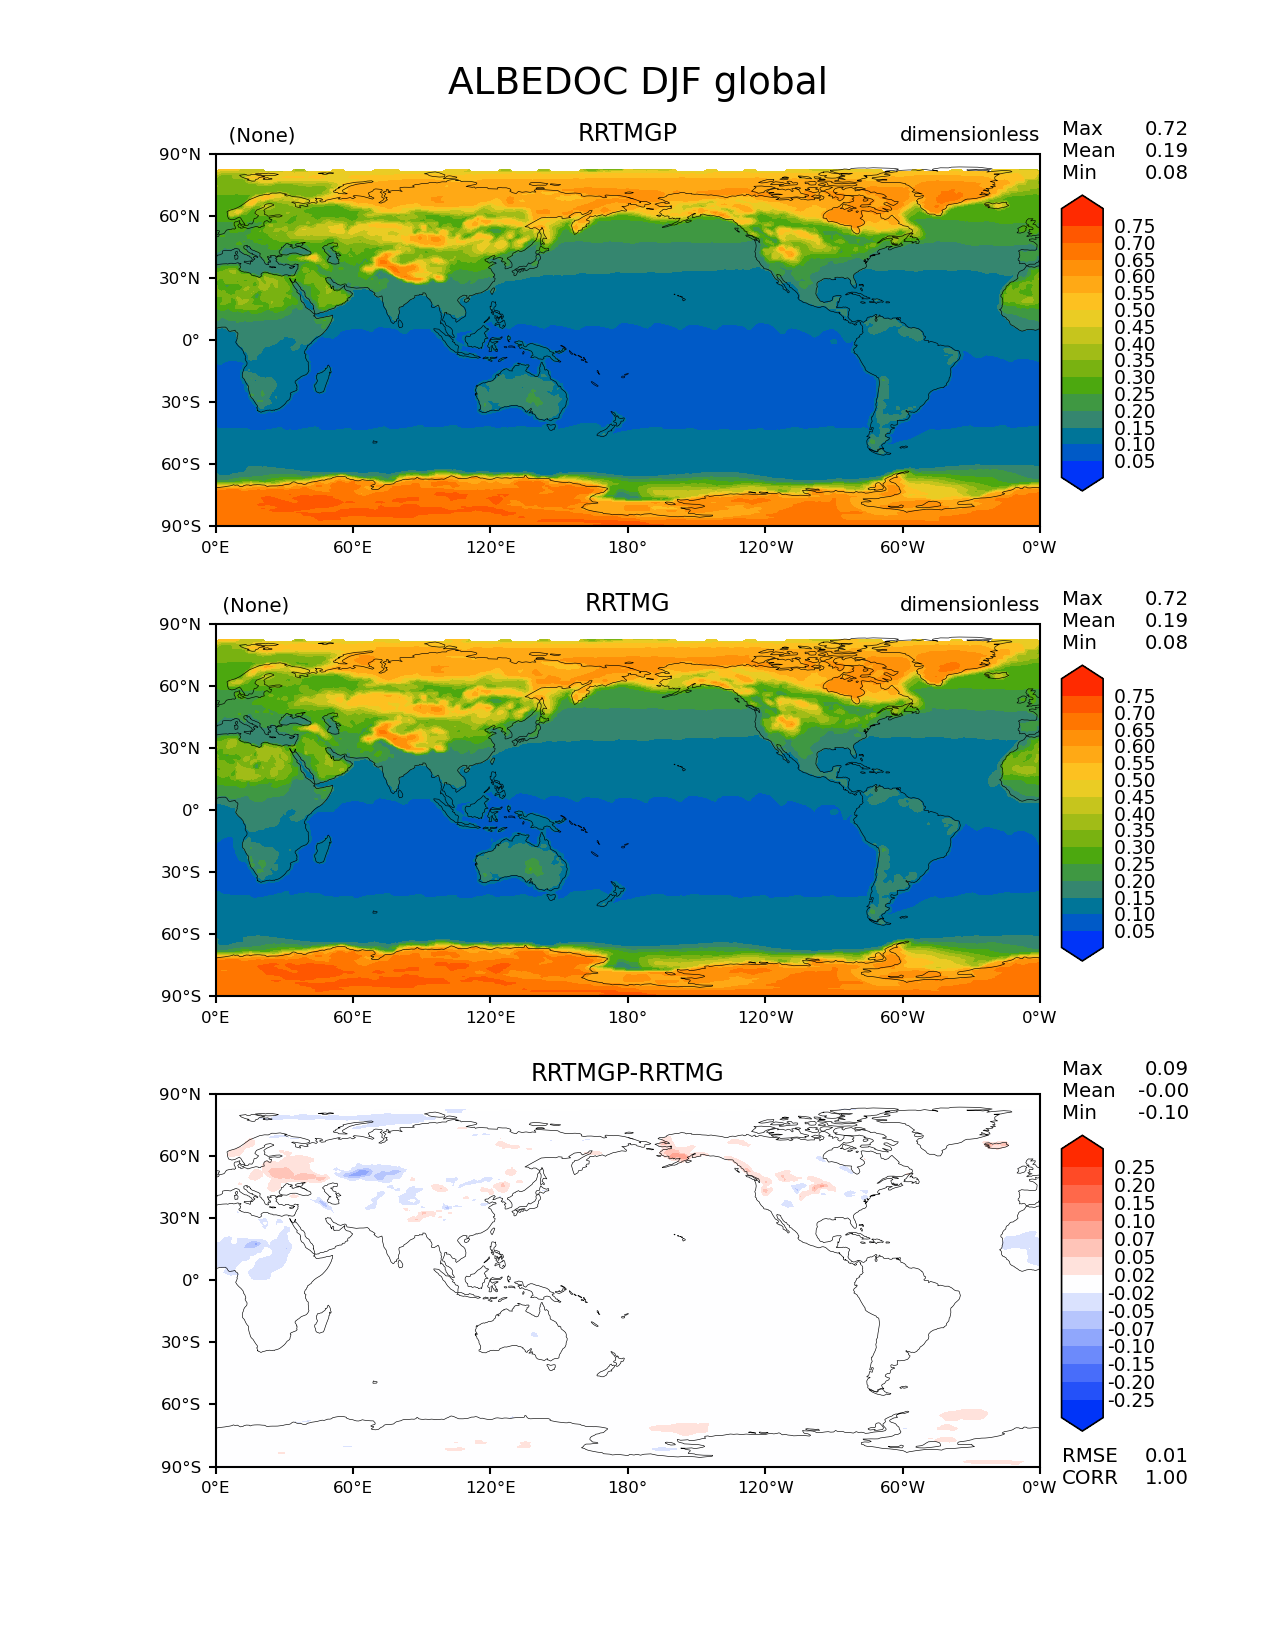 ALBEDOC DJF global
(None) RRTMGP dimensionless
Max 0.72
Mean 0.19
Min 0.08
90°N
60°N
30°N
0°
30°S
60°S
90°S
0°E 60°E 120°E 180° 120°W 60°W 0°W
0.75
0.70
0.65
0.60
0.55
0.50
0.45
0.40
0.35
0.30
0.25
0.20
0.15
0.10
0.05
(None) RRTMG dimensionless
Max 0.72
Mean 0.19
Min 0.08
90°N
60°N
30°N
0°
30°S
60°S
90°S
0°E 60°E 120°E 180° 120°W 60°W 0°W
0.75
0.70
0.65
0.60
0.55
0.50
0.45
0.40
0.35
0.30
0.25
0.20
0.15
0.10
0.05
RRTMGP-RRTMG
Max 0.09
Mean -0.00
Min -0.10
90°N
60°N
30°N
0°
30°S
60°S
90°S
0°E 60°E 120°E 180° 120°W 60°W 0°W
0.25
0.20
0.15
0.10
0.07
0.05
0.02
-0.02
-0.05
-0.07
-0.10
-0.15
-0.20
-0.25
RMSE 0.01
CORR 1.00